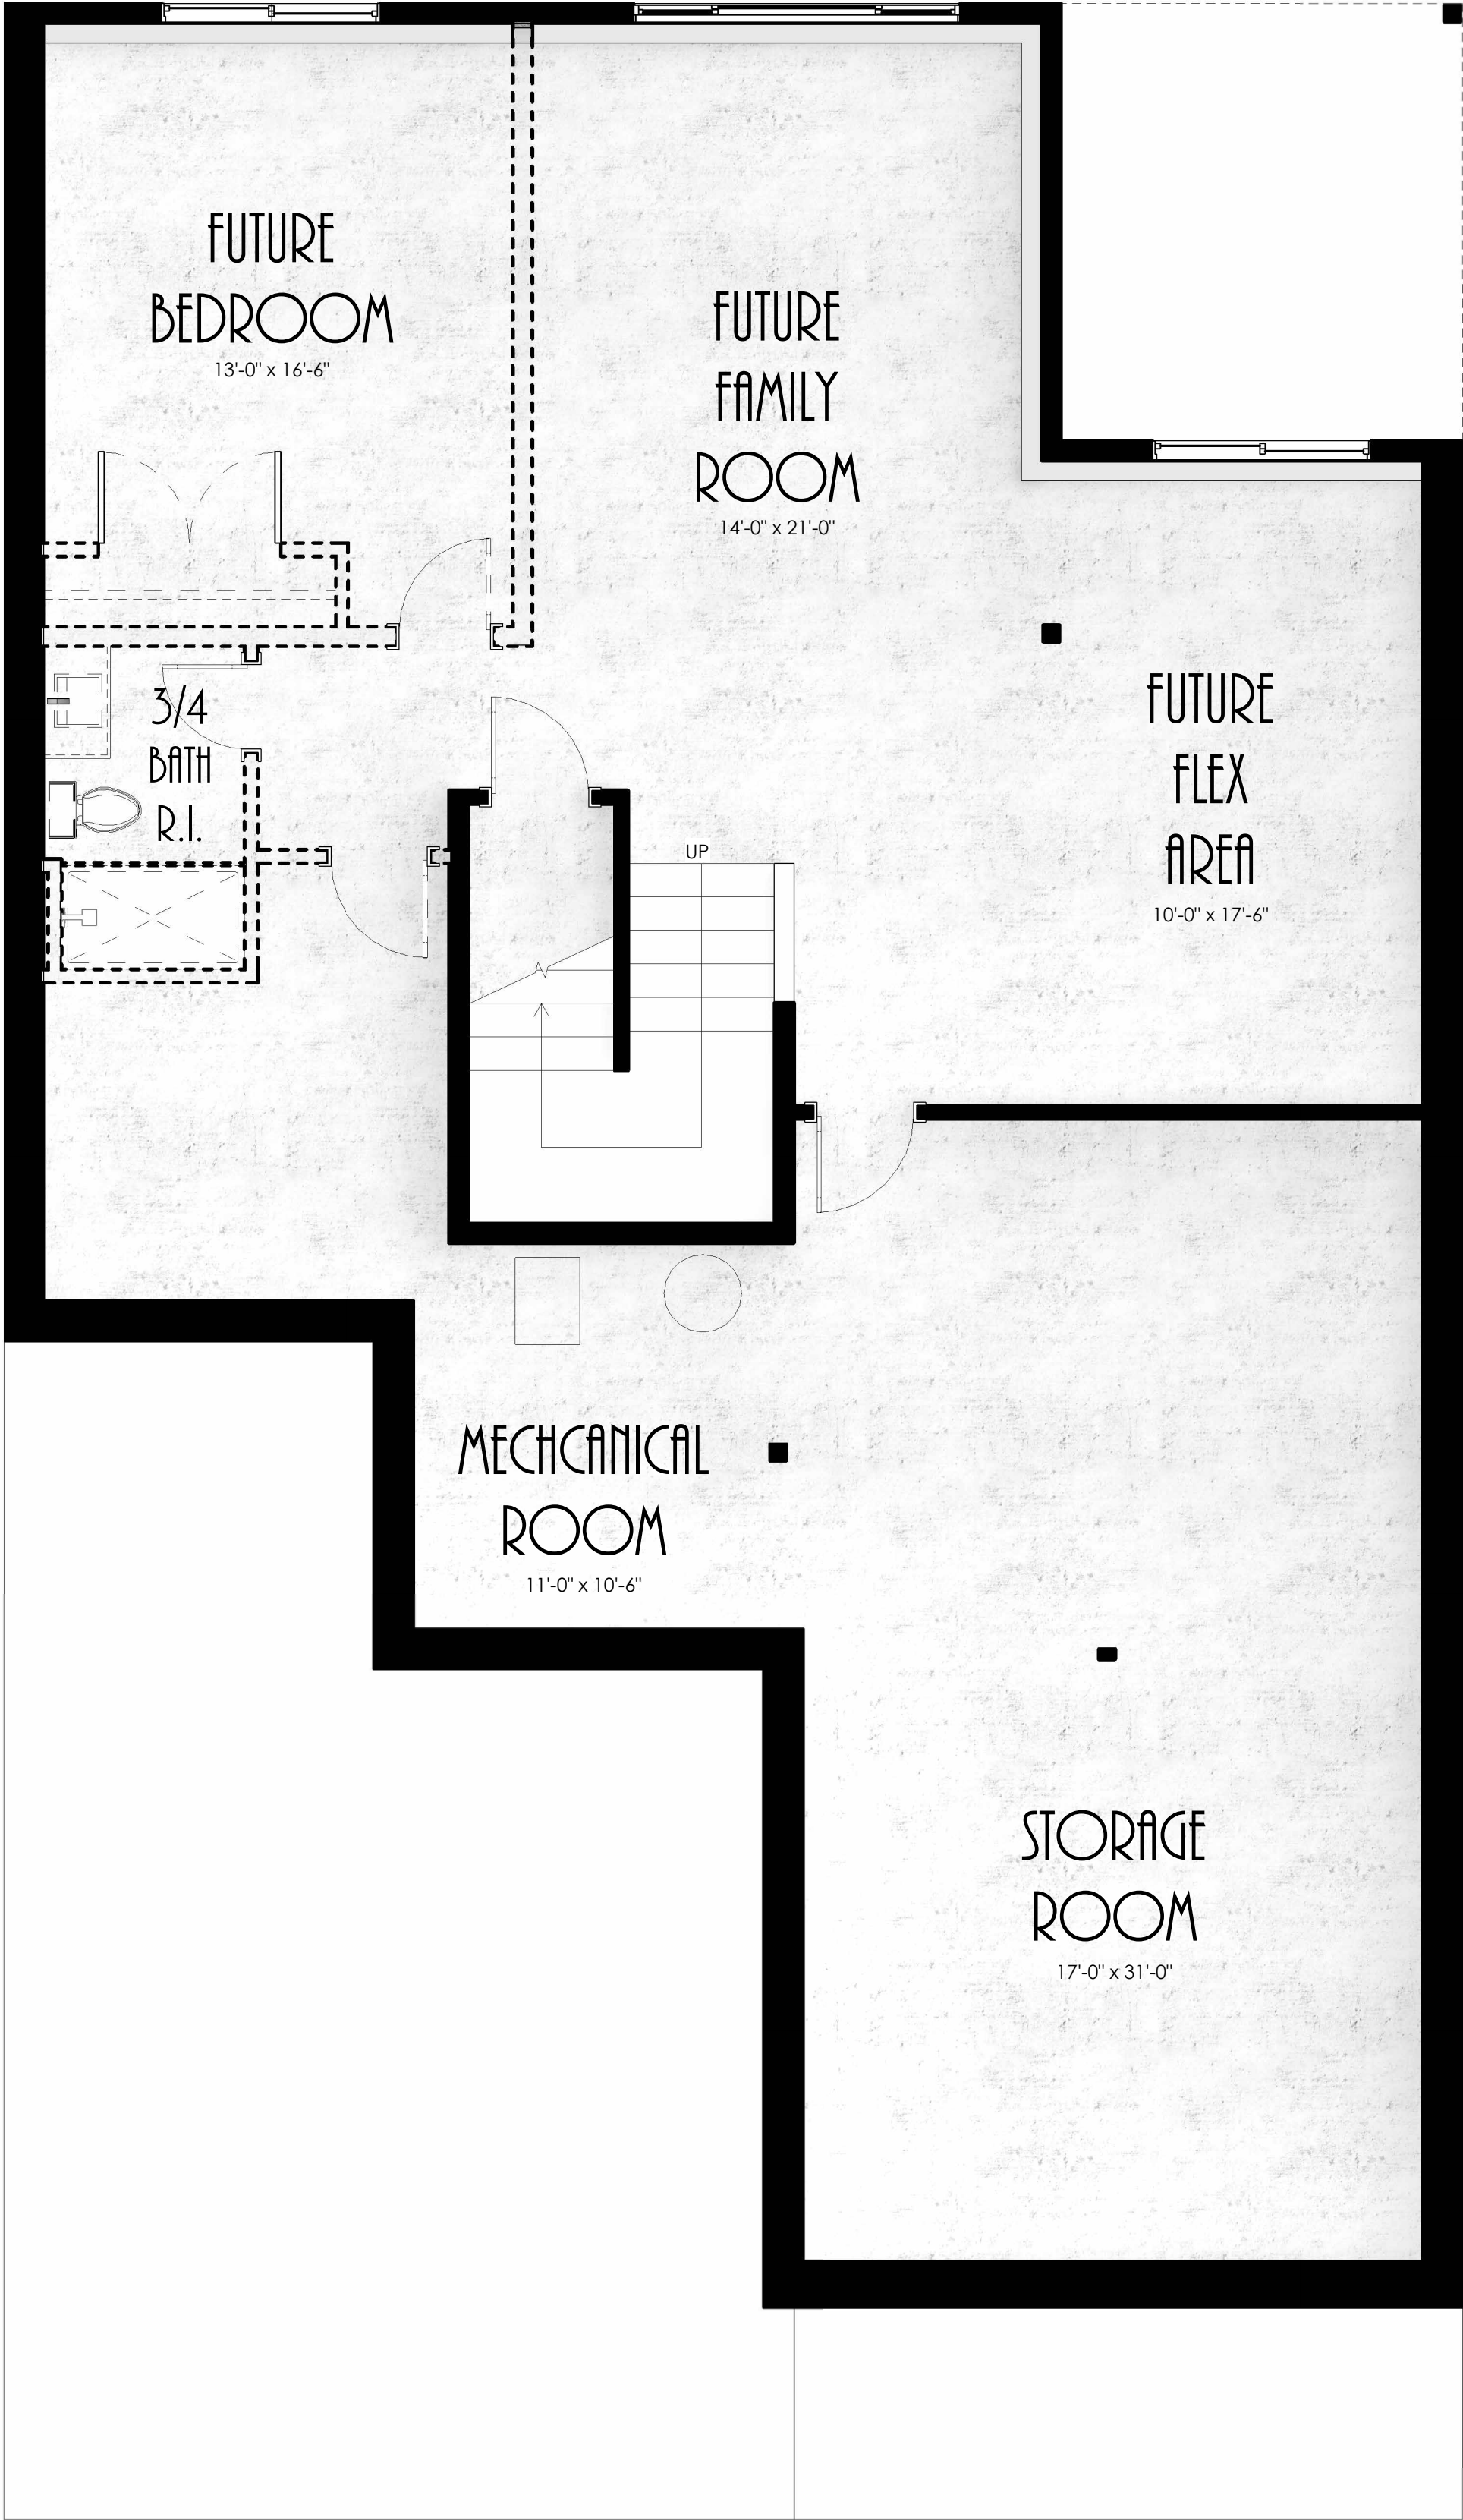 FUTURE
BEDROOM
13'-0" x 16'-6"
FUTURE
FAMILY
ROOM
14'-0" x 21'-0"
3/4
BATH
R.I.
UP
FUTURE
FLEX
AREA
10'-0" x 17'-6"
MECHCANICAL
ROOM
11'-0" x 10'-6"
STORAGE
ROOM
17'-0" x 31'-0"